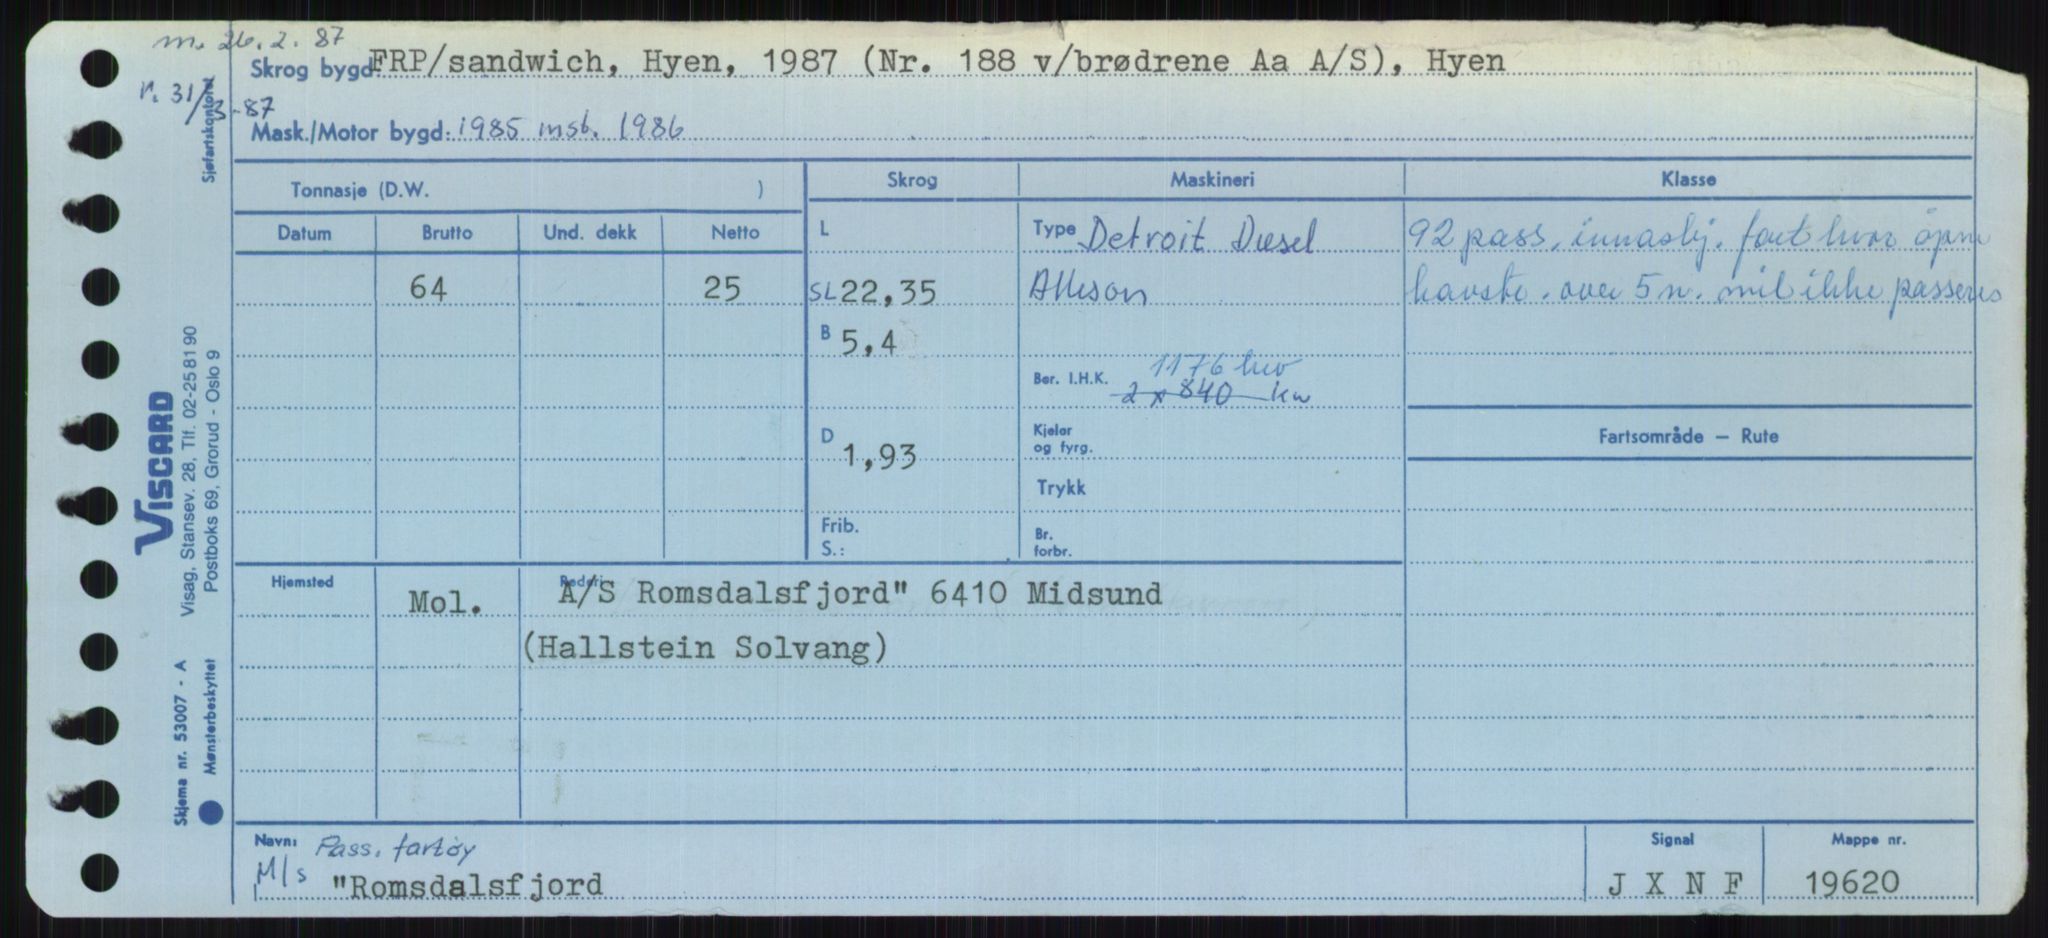 m. 26.2.87
r. 31/3-87
Skrog bygd FRP/sandwich, Hyen, 1987 (Nr. 188 v/brødrene Aa A/S), Hyen
Mask./Motor bygd: 1985 mst. 1986
Sjøfartskontoret
Tonnasje (D.W. )
Skrog Maskineri Klasse
Datum Brutto Und. dekk Netto
L
Type Detroit Diesel
92 pass. innaskj. fart hvor åpne
64 25
SL 22,35
Allison
havstr. over 5 n. mil ikke passeres
B 5,4
1176 hw
Ber. I.H.K. 2 x 840 kw
D 1,93
Kjeler
og fyrg.
Fartsområde — Rute
Trykk
Frib.
S.:
Br.
forbr.
Hjemsted Mol. Rederi A/S Romsdalsfjord" 6410 Midsund
(Hallstein Solvang)
Navn: Pass. fartøy
M/s "Romsdalsfjord
Signal
J X N F
Mappe nr.
19620
VISCARD
Visag, Stansev. 28, Tlf. 02-25 81 90
Postboks 69, Grorud - Oslo 9
Skjema nr. 53007 - A
Mønsterbeskyttet